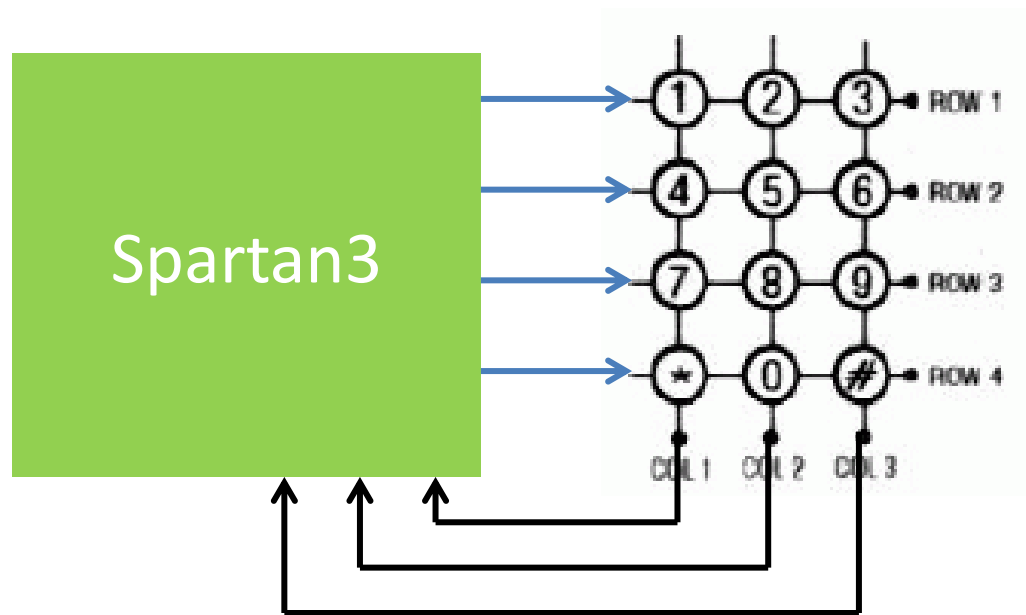 Spartan3
1 2 3 ROW 1
4 5 6 ROW 2
7 8 9 ROW 3
* 0 # ROW 4
COL 1 COL 2 COL 3